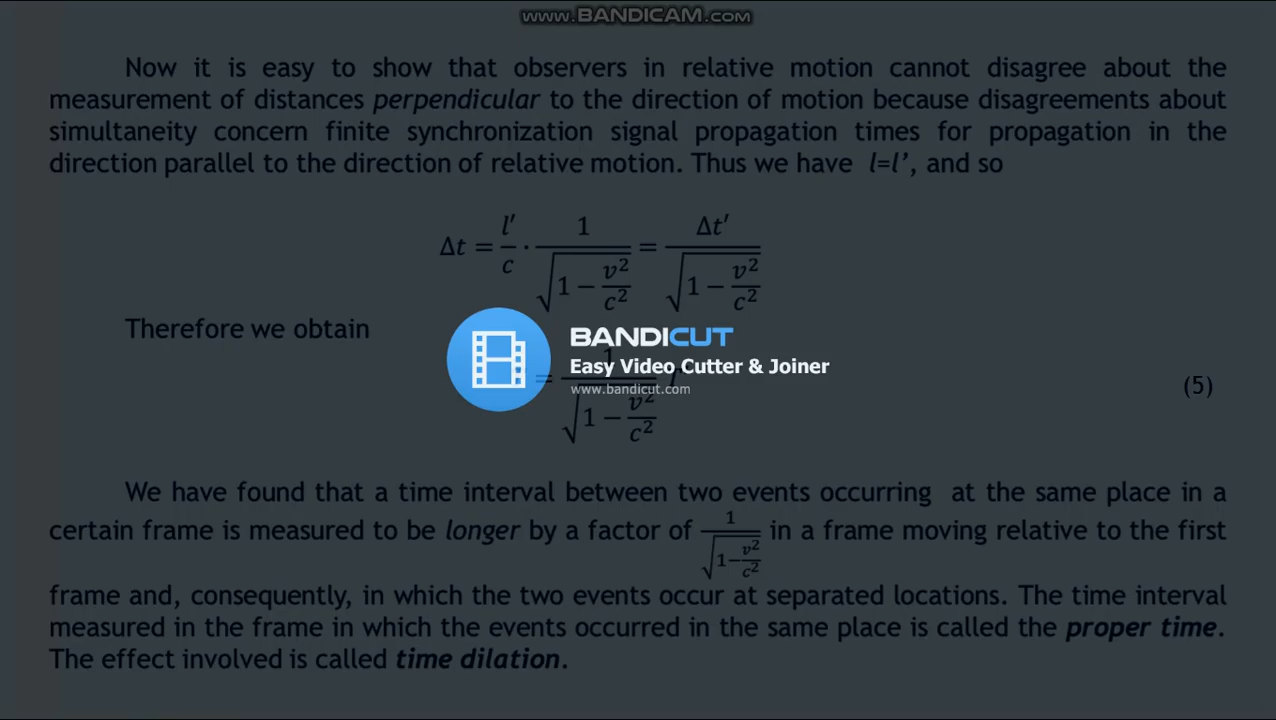 www.BANDICAM.com
Now it is easy to show that observers in relative motion cannot disagree about the
measurement of distances perpendicular to the direction of motion because disagreements about
simultaneity concern finite synchronization signal propagation times for propagation in the
direction parallel to the direction of relative motion. Thus we have l=l’, and so
Δt = l′/c · 1/√(1 − v²/c²) = Δt′/√(1 − v²/c²)
Therefore we obtain
BANDICUT
Easy Video Cutter & Joiner
www.bandicut.com
= 1/√(1 − v²/c²) (5)
We have found that a time interval between two events occurring at the same place in a
certain frame is measured to be longer by a factor of 1/√(1−v²/c²) in a frame moving relative to the first
frame and, consequently, in which the two events occur at separated locations. The time interval
measured in the frame in which the events occurred in the same place is called the proper time.
The effect involved is called time dilation.